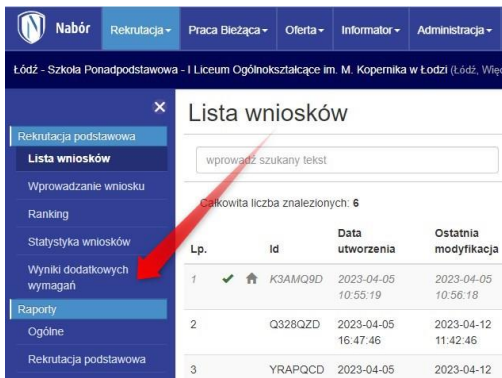 Nabór Rekrutacja Praca Bieżąca Oferta Informator Administracja
Łódź - Szkoła Ponadpodstawowa - I Liceum Ogólnokształcące im. M. Kopernika w Łodzi (Łódź,
×
Rekrutacja podstawowa
Lista wniosków
Wprowadzanie wniosku
Ranking
Statystyka wniosków
Wyniki dodatkowych
wymagań
Raporty
Ogólne
Rekrutacja podstawowa
Lista wniosków
wprowadź szukany tekst
Całkowita liczba znalezionych: 6
Lp. Id Data utworzenia Ostatnia modyfikacja
1 K3AMQ9D 2023-04-05 2023-04-05
10:55:19 10:56:18
2 Q328QZD 2023-04-05 2023-04-12
16:47:46 11:42:46
3 YRAPQCD 2023-04-05 2023-04-12